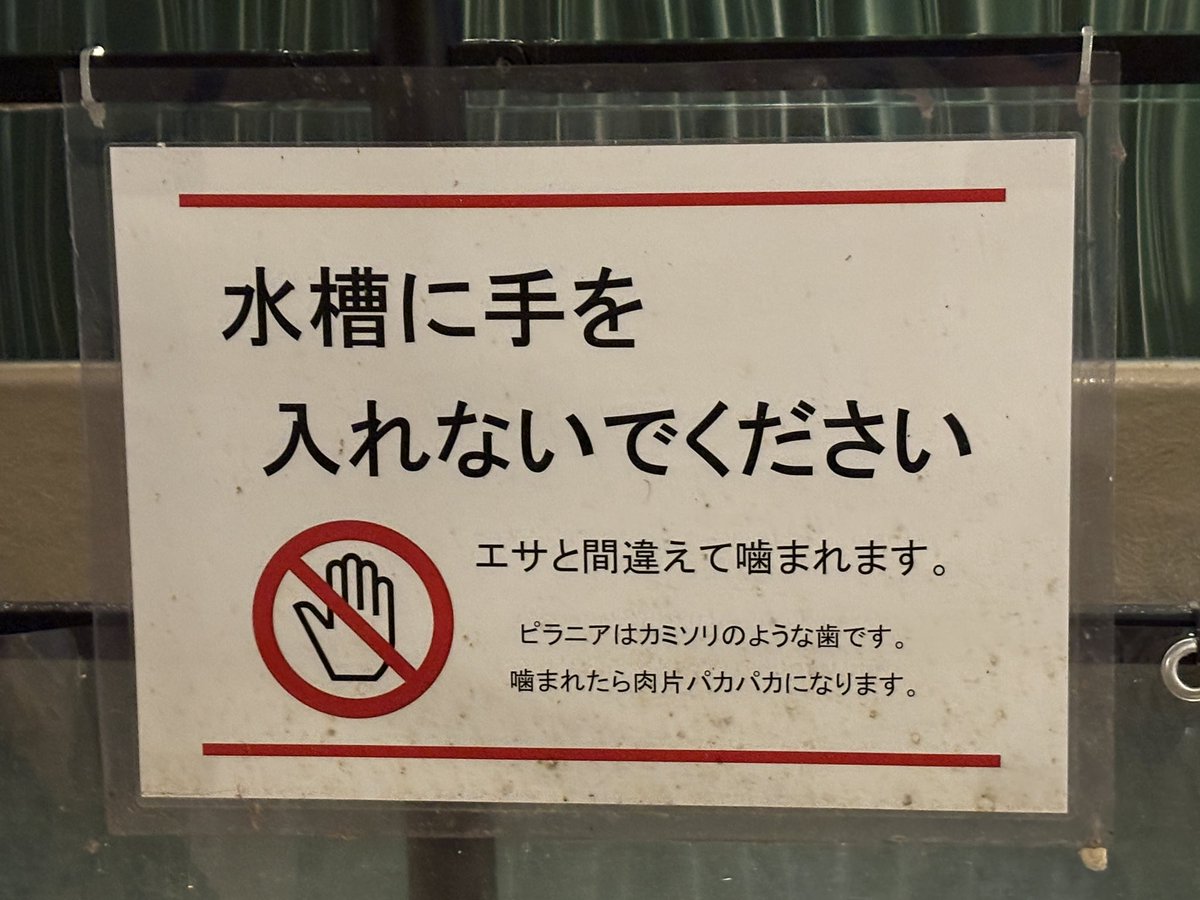 水槽に手を
入れないでください
エサと間違えて噛まれます。
ピラニアはカミソリのような歯です。
噛まれたら肉片パカパカになります。